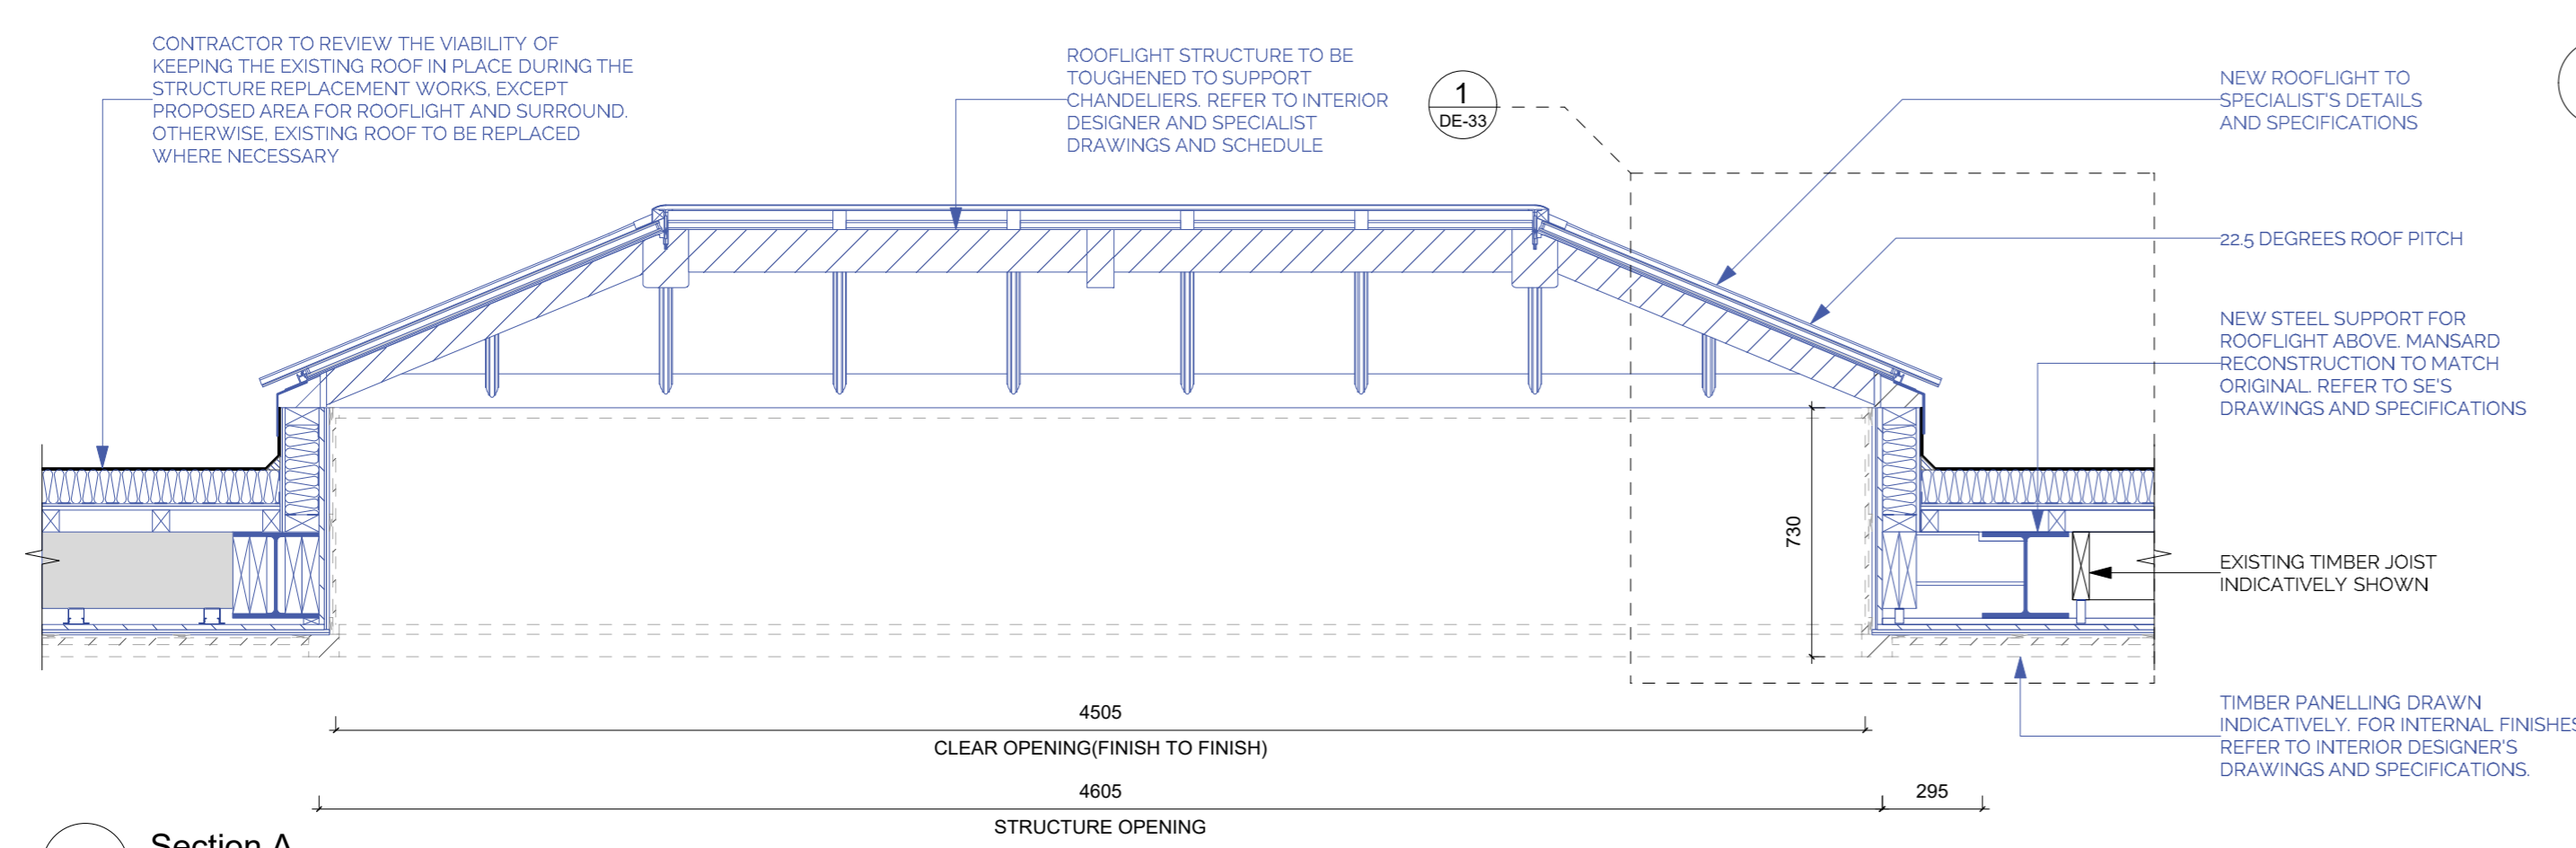 CONTRACTOR TO REVIEW THE VIABILITY OF
KEEPING THE EXISTING ROOF IN PLACE DURING THE
STRUCTURE REPLACEMENT WORKS, EXCEPT
PROPOSED AREA FOR ROOFLIGHT AND SURROUND.
OTHERWISE, EXISTING ROOF TO BE REPLACED
WHERE NECESSARY
ROOFLIGHT STRUCTURE TO BE
TOUGHENED TO SUPPORT
CHANDELIERS. REFER TO INTERIOR
DESIGNER AND SPECIALIST
DRAWINGS AND SCHEDULE
1
DE-33
NEW ROOFLIGHT TO
SPECIALIST'S DETAILS
AND SPECIFICATIONS
22.5 DEGREES ROOF PITCH
NEW STEEL SUPPORT FOR
ROOFLIGHT ABOVE. MANSARD
RECONSTRUCTION TO MATCH
ORIGINAL. REFER TO SE'S
DRAWINGS AND SPECIFICATIONS
730
EXISTING TIMBER JOIST
INDICATIVELY SHOWN
TIMBER PANELLING DRAWN
INDICATIVELY. FOR INTERNAL FINISHES
REFER TO INTERIOR DESIGNER'S
DRAWINGS AND SPECIFICATIONS.
4505
CLEAR OPENING(FINISH TO FINISH)
4605
295
STRUCTURE OPENING
Section A